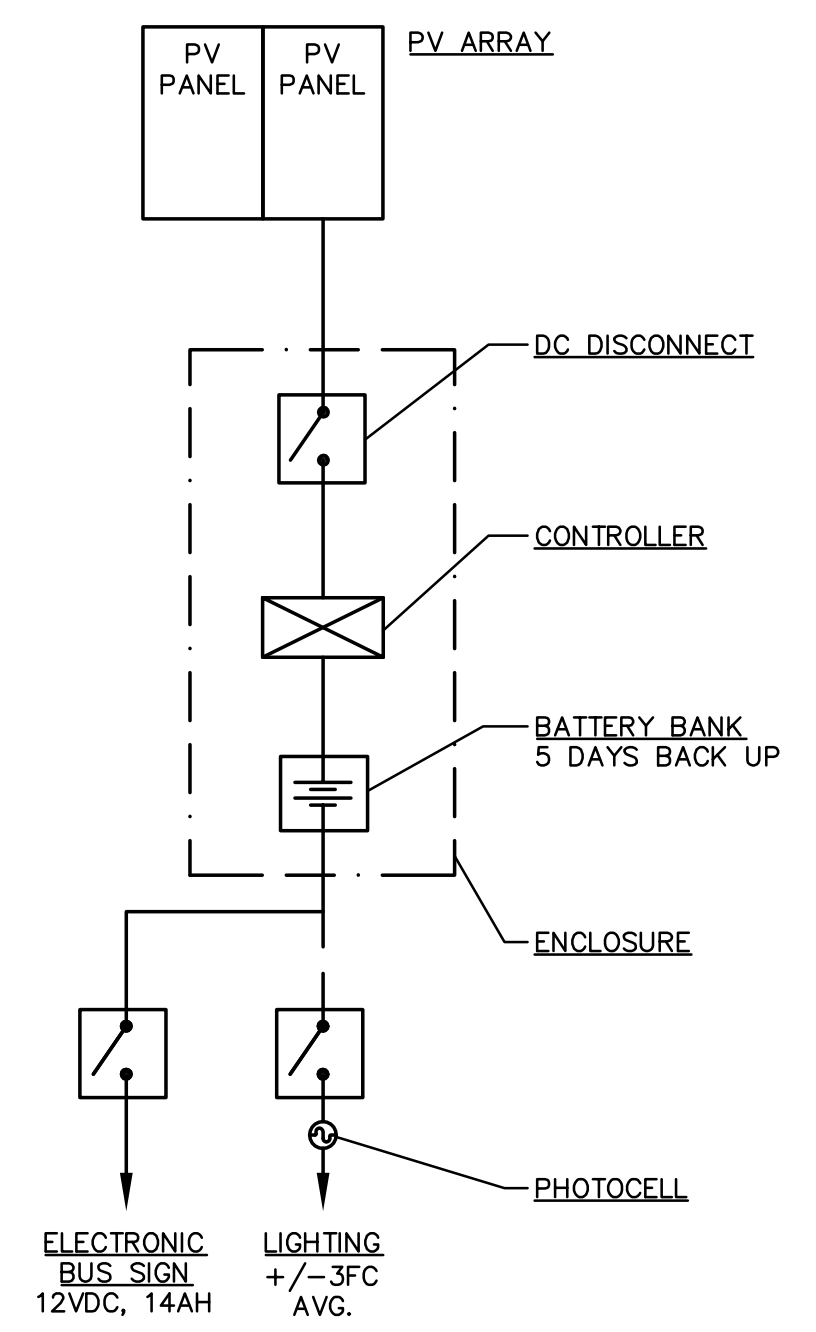 PV ARRAY
PV
PANEL
PV
PANEL
DC DISCONNECT
CONTROLLER
BATTERY BANK
5 DAYS BACK UP
ENCLOSURE
PHOTOCELL
ELECTRONIC
BUS SIGN
12VDC, 14AH
LIGHTING
+/-3FC
AVG.